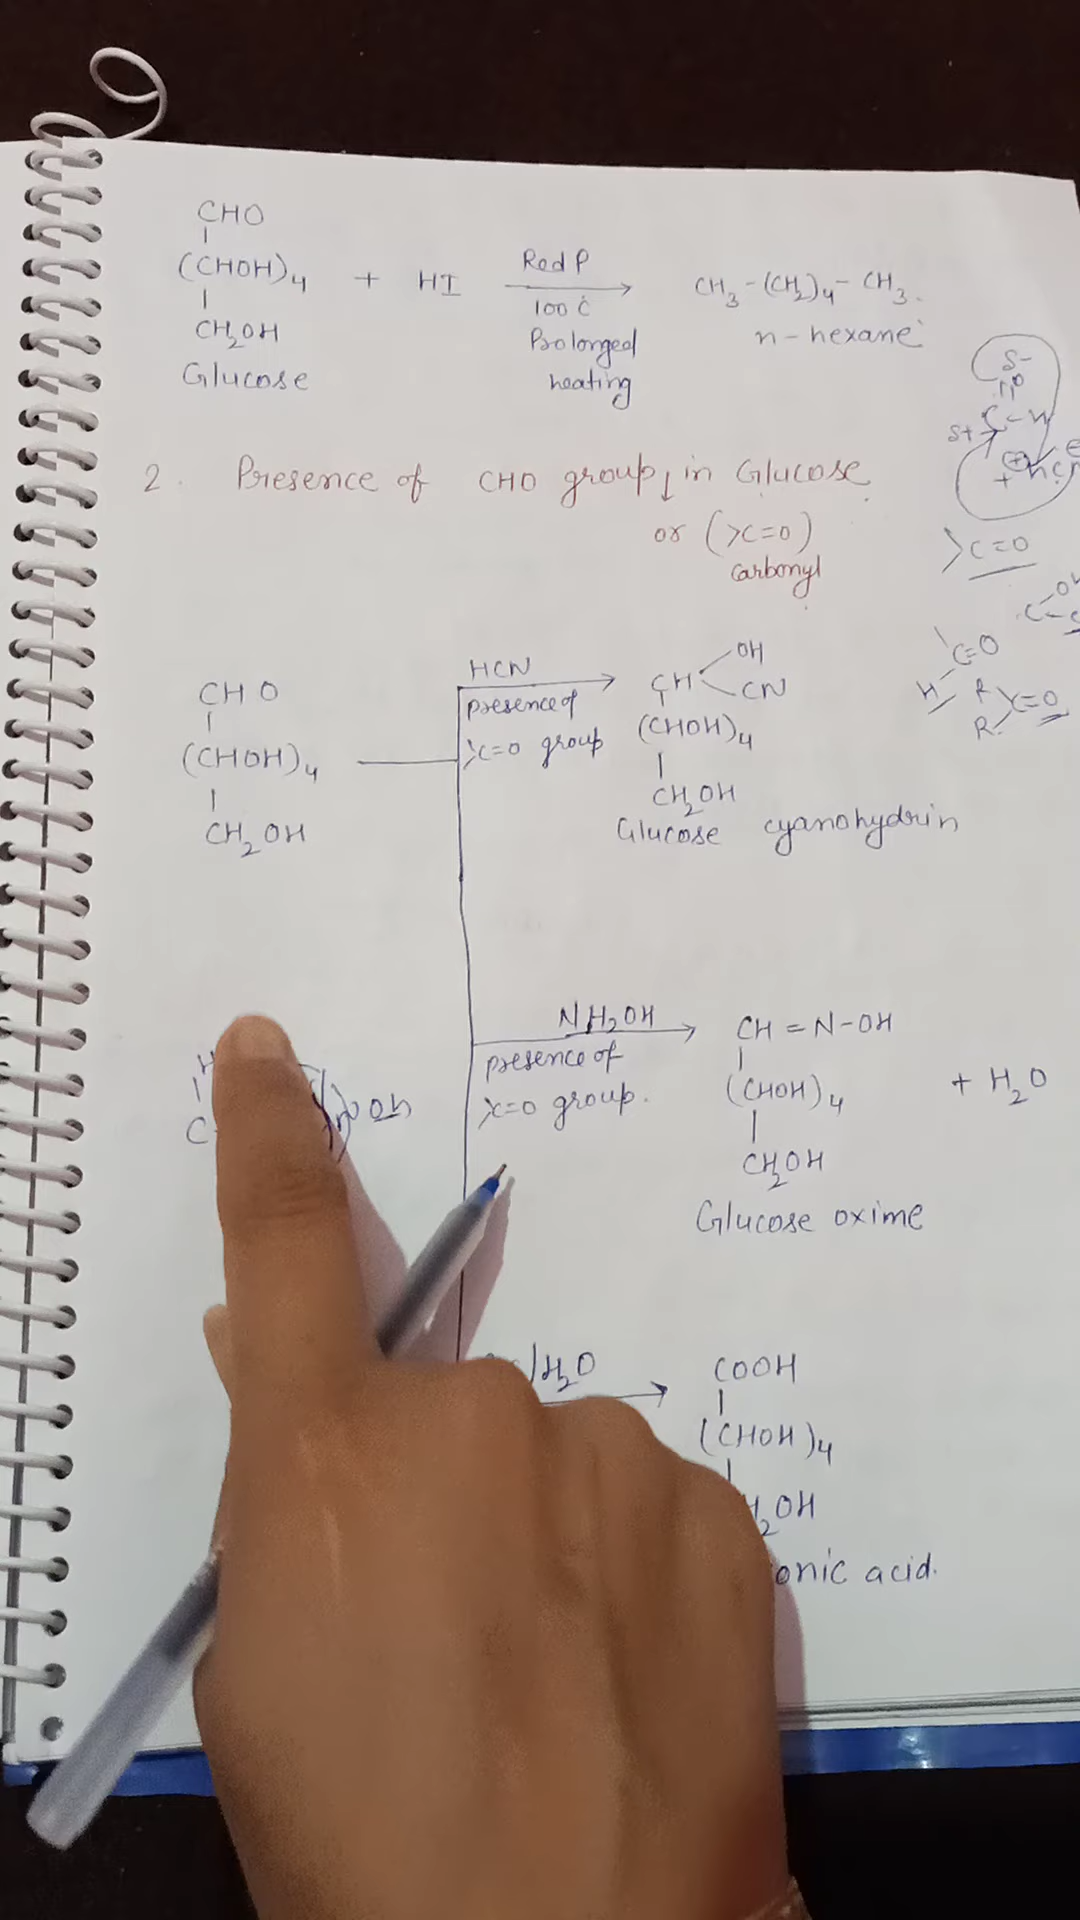 CHO
(CHOH)4 + HI Red P CH3-(CH2)4-CH3.
100 C
CH2OH Prolonged n-hexane
Glucose heating
2. Presence of CHO group, in Glucose
or (>C=O)
carbonyl
>C=O
C=O
H
R
R >C=O
CHO HCN CH OH
CN
presence of
(CHOH)4 >C=O group (CHOH)4
CH2OH CH2OH
Glucose cyanohydrin
NH2OH CH=N-OH
presence of
>C=O group. (CHOH)4 + H2O
CH2OH
Glucose oxime
H
C
OH
/H2O COOH
(CHOH)4
H2OH
onic acid.